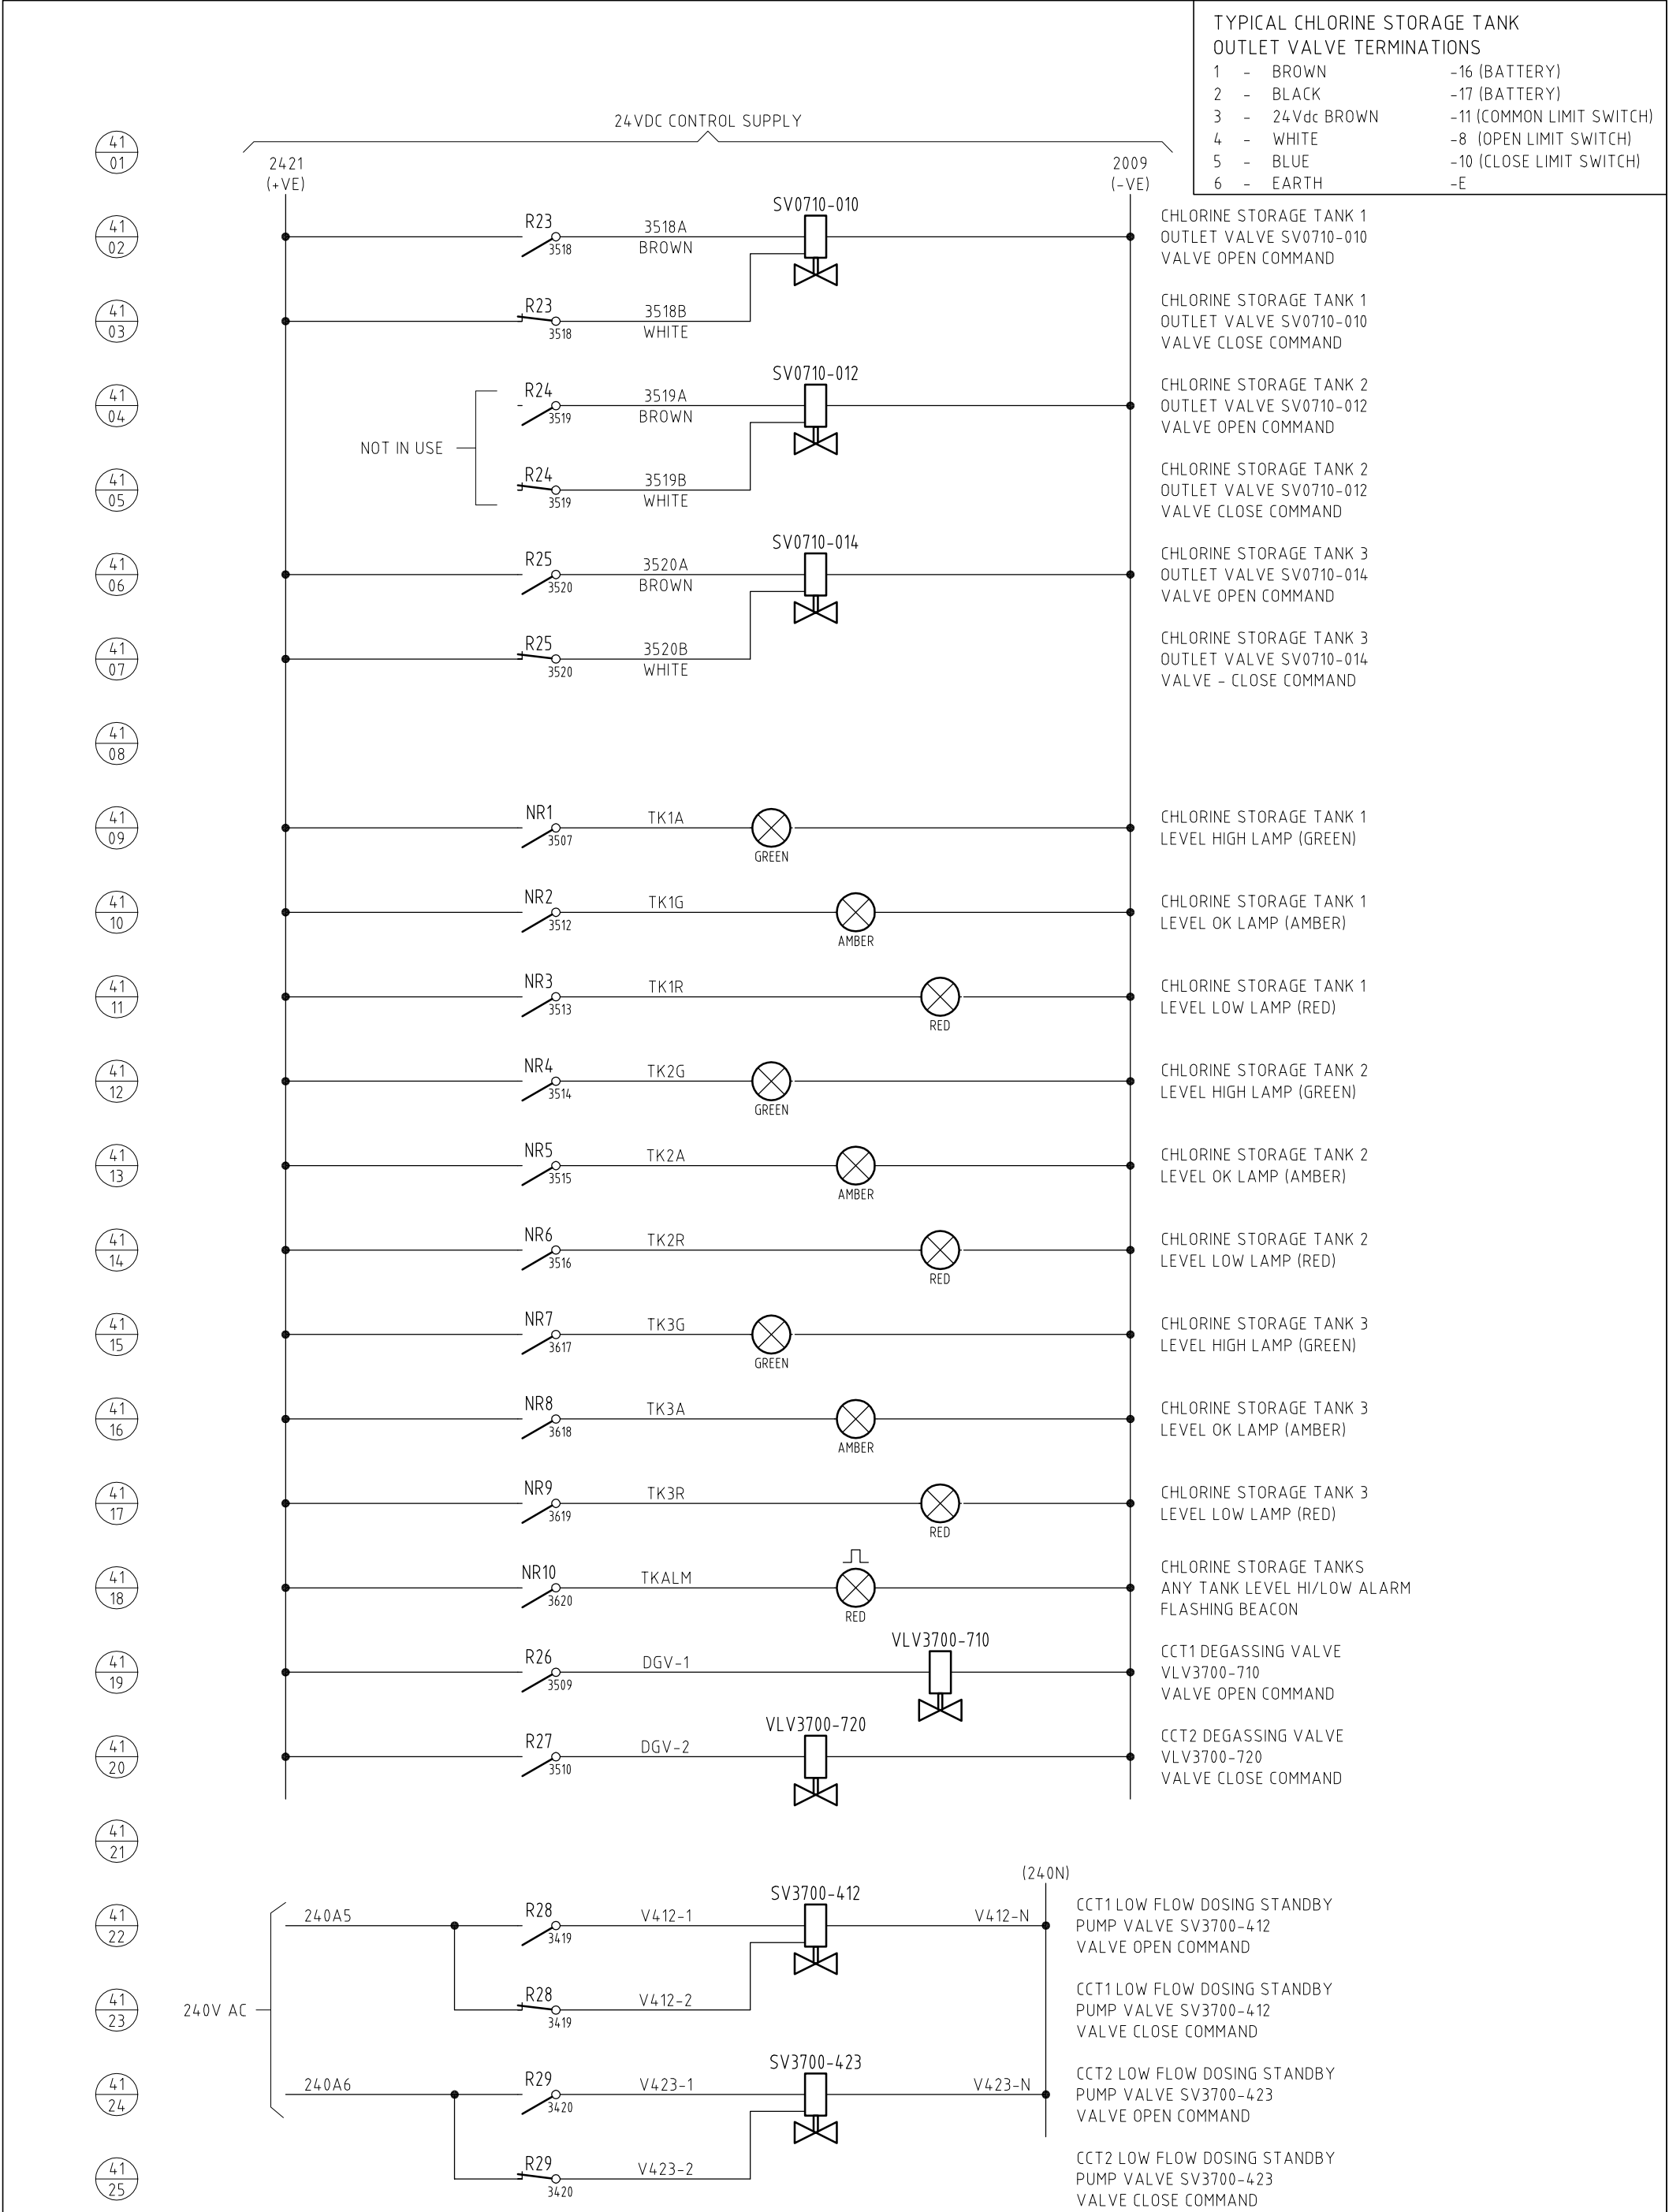 TYPICAL CHLORINE STORAGE TANK
OUTLET VALVE TERMINATIONS
1 - BROWN -16 (BATTERY)
2 - BLACK -17 (BATTERY)
3 - 24Vdc BROWN -11 (COMMON LIMIT SWITCH)
4 - WHITE -8 (OPEN LIMIT SWITCH)
5 - BLUE -10 (CLOSE LIMIT SWITCH)
6 - EARTH -E
24VDC CONTROL SUPPLY
41
01
2421
(+VE)
2009
(-VE)
41
02
R23
3518
3518A
BROWN
SV0710-010
CHLORINE STORAGE TANK 1
OUTLET VALVE SV0710-010
VALVE OPEN COMMAND
41
03
R23
3518
3518B
WHITE
CHLORINE STORAGE TANK 1
OUTLET VALVE SV0710-010
VALVE CLOSE COMMAND
41
04
R24
3519
3519A
BROWN
SV0710-012
CHLORINE STORAGE TANK 2
OUTLET VALVE SV0710-012
VALVE OPEN COMMAND
NOT IN USE
41
05
R24
3519
3519B
WHITE
CHLORINE STORAGE TANK 2
OUTLET VALVE SV0710-012
VALVE CLOSE COMMAND
41
06
R25
3520
3520A
BROWN
SV0710-014
CHLORINE STORAGE TANK 3
OUTLET VALVE SV0710-014
VALVE OPEN COMMAND
41
07
R25
3520
3520B
WHITE
CHLORINE STORAGE TANK 3
OUTLET VALVE SV0710-014
VALVE - CLOSE COMMAND
41
08
41
09
NR1
3507
TK1A
GREEN
CHLORINE STORAGE TANK 1
LEVEL HIGH LAMP (GREEN)
41
10
NR2
3512
TK1G
AMBER
CHLORINE STORAGE TANK 1
LEVEL OK LAMP (AMBER)
41
11
NR3
3513
TK1R
RED
CHLORINE STORAGE TANK 1
LEVEL LOW LAMP (RED)
41
12
NR4
3514
TK2G
GREEN
CHLORINE STORAGE TANK 2
LEVEL HIGH LAMP (GREEN)
41
13
NR5
3515
TK2A
AMBER
CHLORINE STORAGE TANK 2
LEVEL OK LAMP (AMBER)
41
14
NR6
3516
TK2R
RED
CHLORINE STORAGE TANK 2
LEVEL LOW LAMP (RED)
41
15
NR7
3617
TK3G
GREEN
CHLORINE STORAGE TANK 3
LEVEL HIGH LAMP (GREEN)
41
16
NR8
3618
TK3A
AMBER
CHLORINE STORAGE TANK 3
LEVEL OK LAMP (AMBER)
41
17
NR9
3619
TK3R
RED
CHLORINE STORAGE TANK 3
LEVEL LOW LAMP (RED)
41
18
NR10
3620
TKALM
RED
CHLORINE STORAGE TANKS
ANY TANK LEVEL HI/LOW ALARM
FLASHING BEACON
41
19
R26
3509
DGV-1
VLV3700-710
CCT1 DEGASSING VALVE
VLV3700-710
VALVE OPEN COMMAND
41
20
R27
3510
DGV-2
VLV3700-720
CCT2 DEGASSING VALVE
VLV3700-720
VALVE CLOSE COMMAND
41
21
(240N)
41
22
240A5
R28
3419
V412-1
SV3700-412
V412-N
CCT1 LOW FLOW DOSING STANDBY
PUMP VALVE SV3700-412
VALVE OPEN COMMAND
41
23
240V AC
R28
3419
V412-2
CCT1 LOW FLOW DOSING STANDBY
PUMP VALVE SV3700-412
VALVE CLOSE COMMAND
41
24
240A6
R29
3420
V423-1
SV3700-423
V423-N
CCT2 LOW FLOW DOSING STANDBY
PUMP VALVE SV3700-423
VALVE OPEN COMMAND
41
25
R29
3420
V423-2
CCT2 LOW FLOW DOSING STANDBY
PUMP VALVE SV3700-423
VALVE CLOSE COMMAND